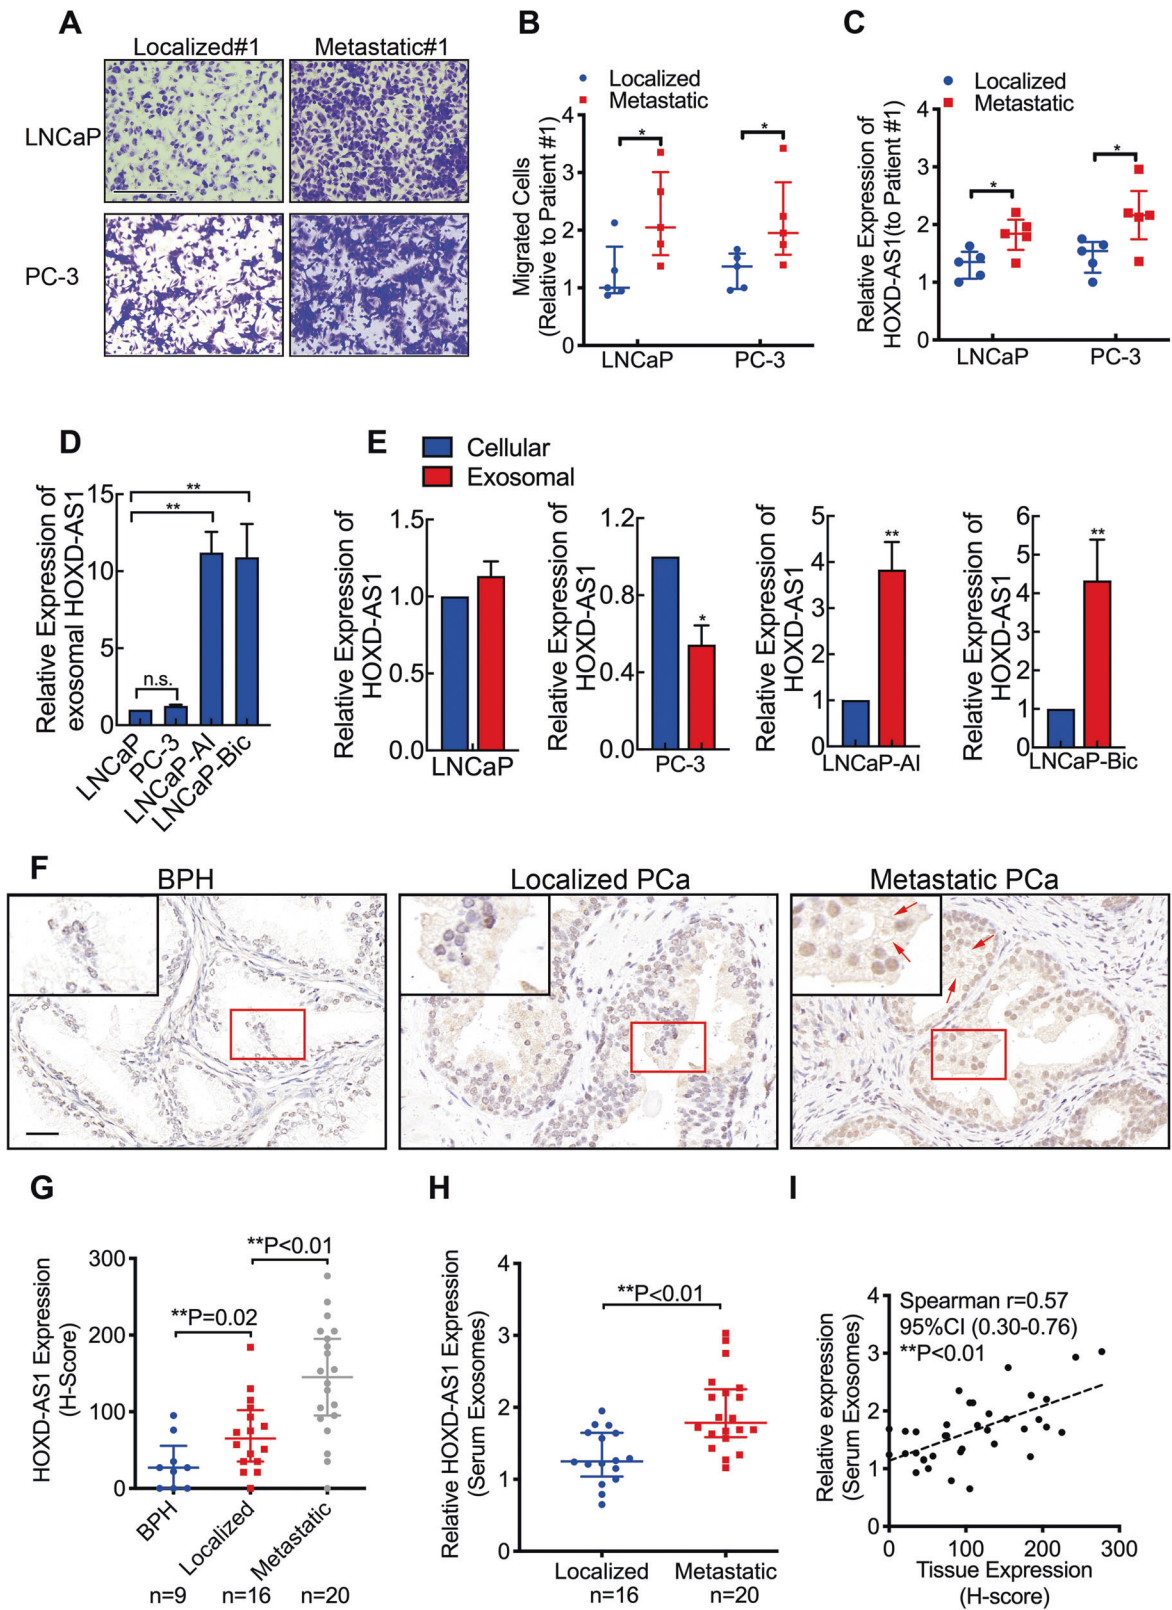 A
Localized#1
Metastatic#1
LNCaP
PC-3
B
Localized
Metastatic
Migrated Cells
(Relative to Patient #1)
4
3
2
1
0
*
*
LNCaP
PC-3
C
Localized
Metastatic
Relative Expression of
HOXD-AS1(to Patient #1)
4
3
2
1
0
*
*
LNCaP
PC-3
D
Relative Expression of
exosomal HOXD-AS1
15
10
5
0
**
**
n.s.
LNCaP
PC-3
LNCaP-AI
LNCaP-Bic
E
Cellular
Exosomal
Relative Expression of
HOXD-AS1
1.5
1.0
0.5
0.0
LNCaP
Relative Expression of
HOXD-AS1
1.2
0.8
0.4
0.0
*
PC-3
Relative Expression of
HOXD-AS1
5
4
3
2
1
0
**
LNCaP-AI
Relative Expression of
HOXD-AS1
6
5
4
3
2
1
0
**
LNCaP-Bic
F
BPH
Localized PCa
Metastatic PCa
G
HOXD-AS1 Expression
(H-Score)
300
200
100
0
**P=0.02
**P<0.01
BPH
Localized
Metastatic
n=9
n=16
n=20
H
Relative HOXD-AS1 Expression
(Serum Exosomes)
4
3
2
1
0
**P<0.01
Localized
Metastatic
n=16
n=20
I
Relative expression
(Serum Exosomes)
4
3
2
1
0
Spearman r=0.57
95%CI (0.30-0.76)
**P<0.01
0
100
200
300
Tissue Expression
(H-score)